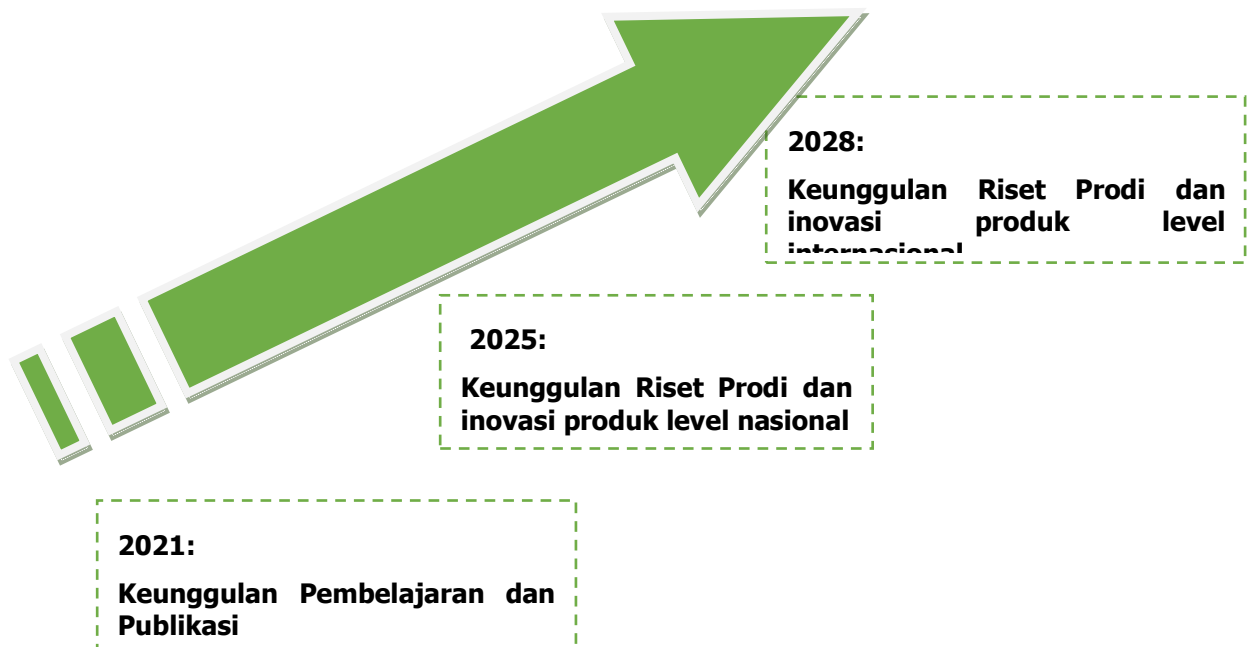 2028:
Keunggulan Riset Prodi dan
inovasi produk level
internasional
2025:
Keunggulan Riset Prodi dan
inovasi produk level nasional
2021:
Keunggulan Pembelajaran dan
Publikasi